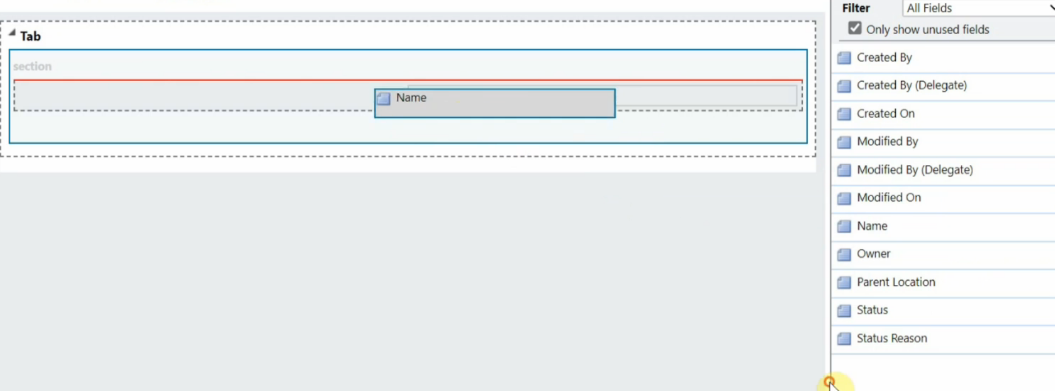 Filter All Fields
Only show unused fields
Tab
section
Name
Created By
Created By (Delegate)
Created On
Modified By
Modified By (Delegate)
Modified On
Name
Owner
Parent Location
Status
Status Reason